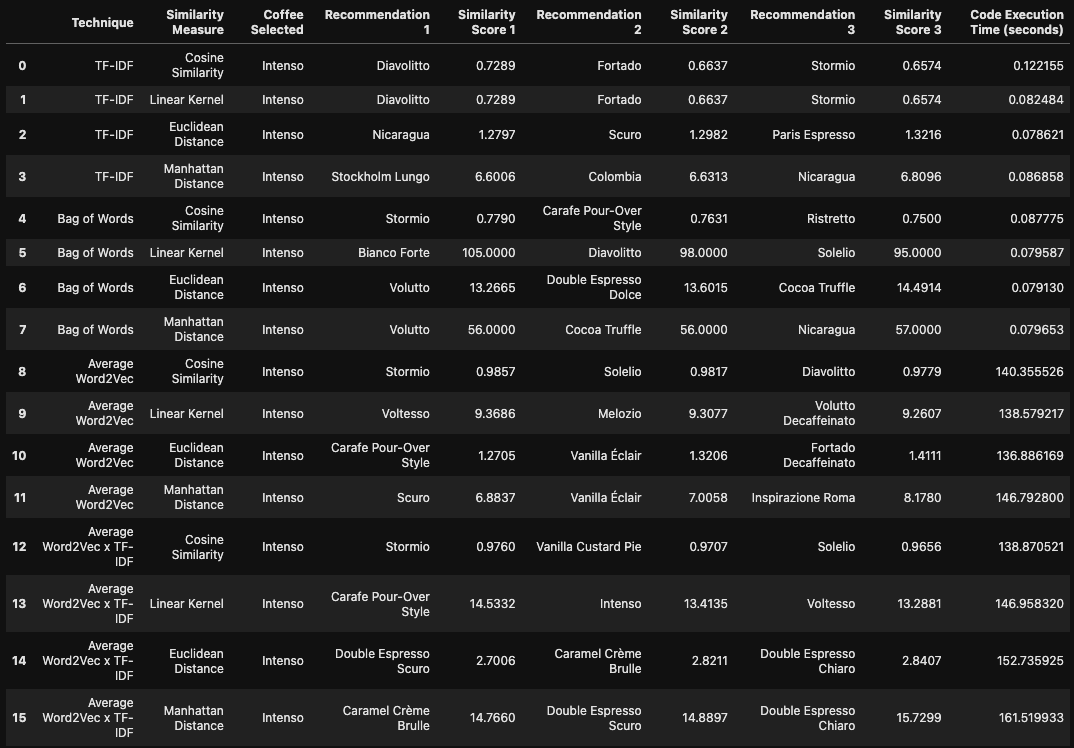 Technique Similarity Measure Coffee Selected Recommendation 1 Similarity Score 1 Recommendation 2 Similarity Score 2 Recommendation 3 Similarity Score 3 Code Execution Time (seconds)
0 TF-IDF Cosine Similarity Intenso Diavolitto 0.7289 Fortado 0.6637 Stormio 0.6574 0.122155
1 TF-IDF Linear Kernel Intenso Diavolitto 0.7289 Fortado 0.6637 Stormio 0.6574 0.082484
2 TF-IDF Euclidean Distance Intenso Nicaragua 1.2797 Scuro 1.2982 Paris Espresso 1.3216 0.078621
3 TF-IDF Manhattan Distance Intenso Stockholm Lungo 6.6006 Colombia 6.6313 Nicaragua 6.8096 0.086858
4 Bag of Words Cosine Similarity Intenso Stormio 0.7790 Carafe Pour-Over Style 0.7631 Ristretto 0.7500 0.087775
5 Bag of Words Linear Kernel Intenso Bianco Forte 105.0000 Diavolitto 98.0000 Solelio 95.0000 0.079587
6 Bag of Words Euclidean Distance Intenso Volutto 13.2665 Double Espresso Dolce 13.6015 Cocoa Truffle 14.4914 0.079130
7 Bag of Words Manhattan Distance Intenso Volutto 56.0000 Cocoa Truffle 56.0000 Nicaragua 57.0000 0.079653
8 Average Word2Vec Cosine Similarity Intenso Stormio 0.9857 Solelio 0.9817 Diavolitto 0.9779 140.355526
9 Average Word2Vec Linear Kernel Intenso Voltesso 9.3686 Melozio 9.3077 Volutto Decaffeinato 9.2607 138.579217
10 Average Word2Vec Euclidean Distance Intenso Carafe Pour-Over Style 1.2705 Vanilla Éclair 1.3206 Fortado Decaffeinato 1.4111 136.886169
11 Average Word2Vec Manhattan Distance Intenso Scuro 6.8837 Vanilla Éclair 7.0058 Inspirazione Roma 8.1780 146.792800
12 Average Word2Vec x TF-IDF Cosine Similarity Intenso Stormio 0.9760 Vanilla Custard Pie 0.9707 Solelio 0.9656 138.870521
13 Average Word2Vec x TF-IDF Linear Kernel Intenso Carafe Pour-Over Style 14.5332 Intenso 13.4135 Voltesso 13.2881 146.958320
14 Average Word2Vec x TF-IDF Euclidean Distance Intenso Double Espresso Scuro 2.7006 Caramel Crème Brulle 2.8211 Double Espresso Chiaro 2.8407 152.735925
15 Average Word2Vec x TF-IDF Manhattan Distance Intenso Caramel Crème Brulle 14.7660 Double Espresso Scuro 14.8897 Double Espresso Chiaro 15.7299 161.519933